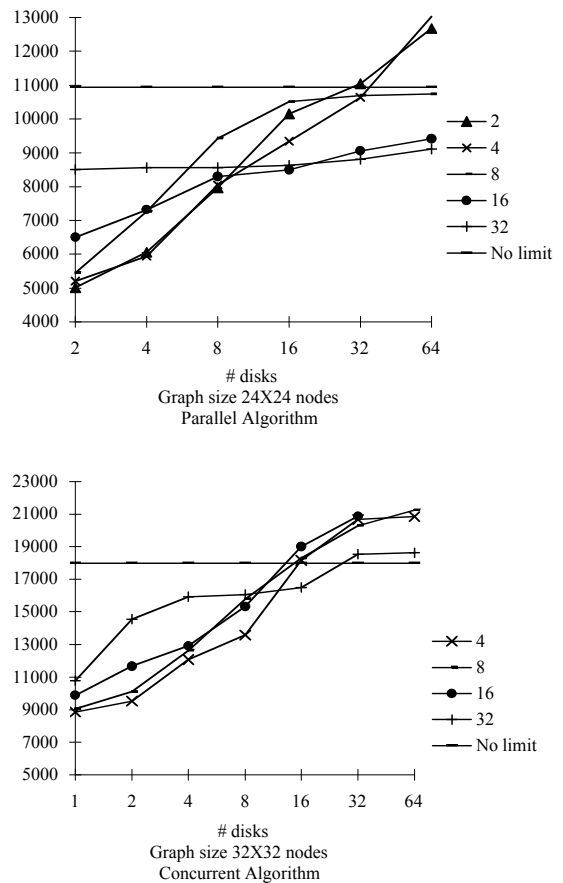 13000
12000
11000
10000
9000
8000
7000
6000
5000
4000
2 4 8 16 32 64
# disks
Graph size 24X24 nodes
Parallel Algorithm
2
4
8
16
32
No limit
23000
21000
19000
17000
15000
13000
11000
9000
7000
5000
1 2 4 8 16 32 64
# disks
Graph size 32X32 nodes
Concurrent Algorithm
4
8
16
32
No limit